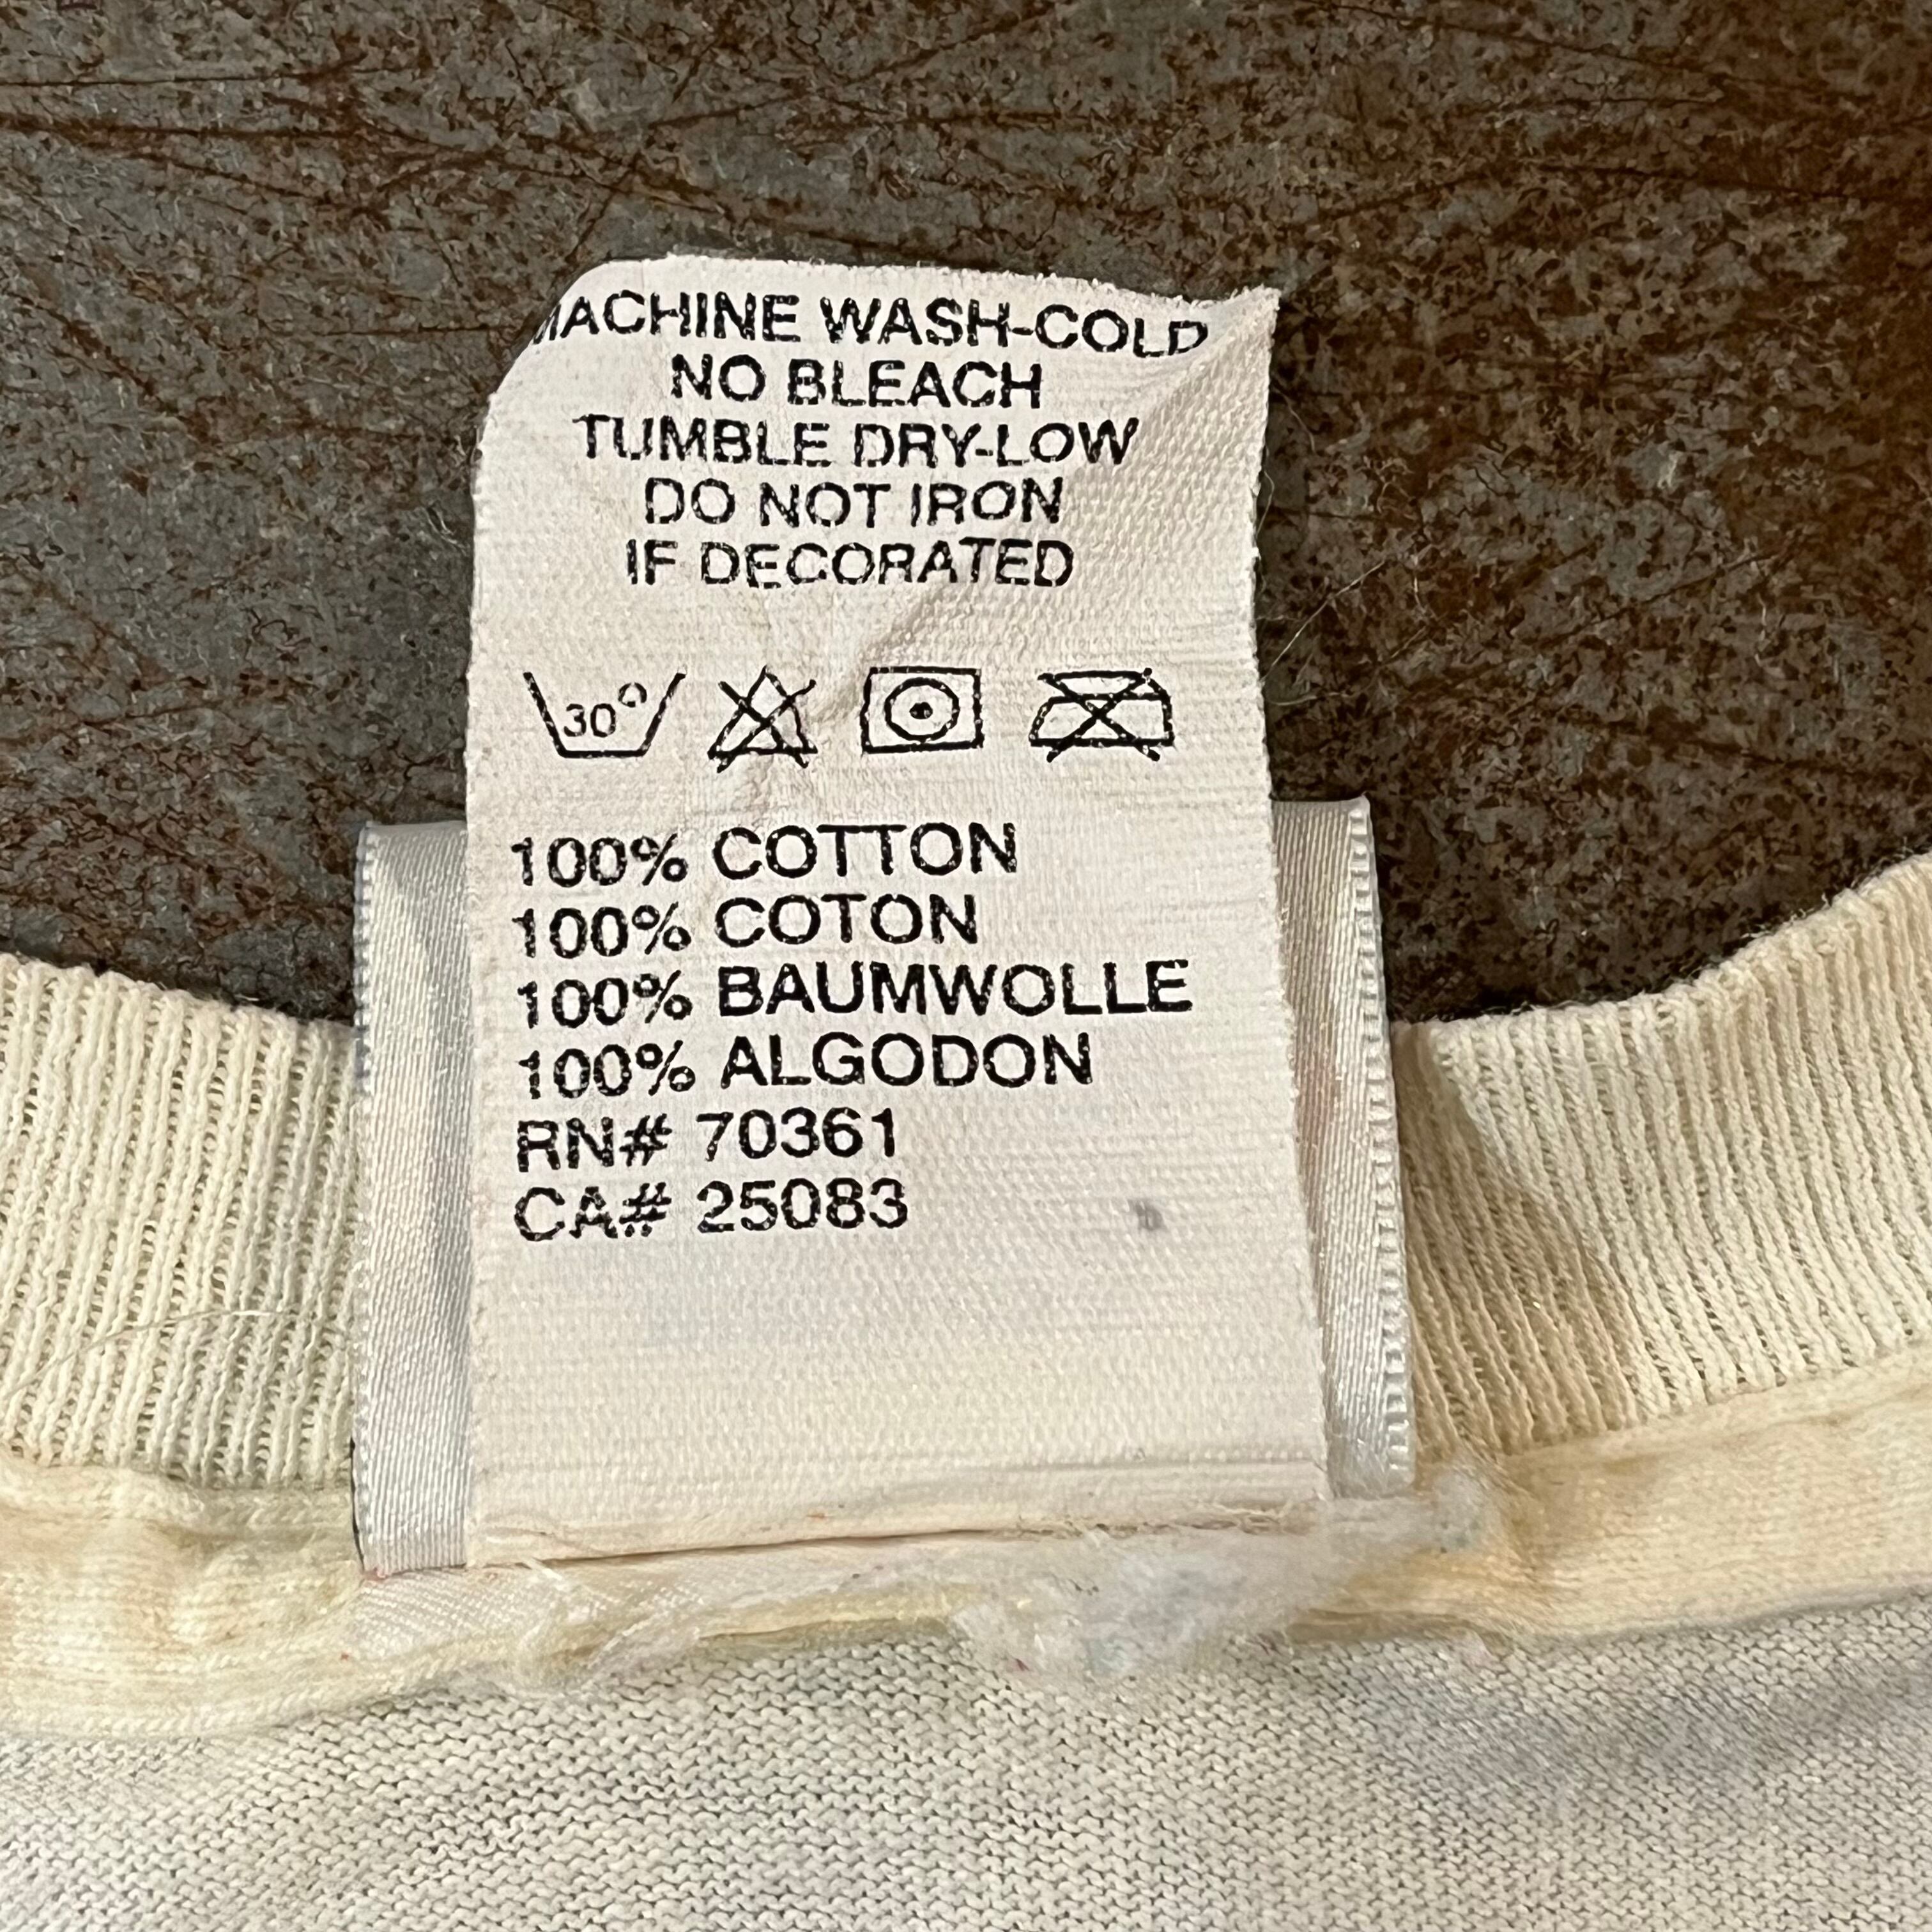 MACHINE WASH-COLD
NO BLEACH
TUMBLE DRY-LOW
DO NOT IRON
IF DECORATED
30°
100% COTTON
100% COTON
100% BAUMWOLLE
100% ALGODON
RN# 70361
CA# 25083